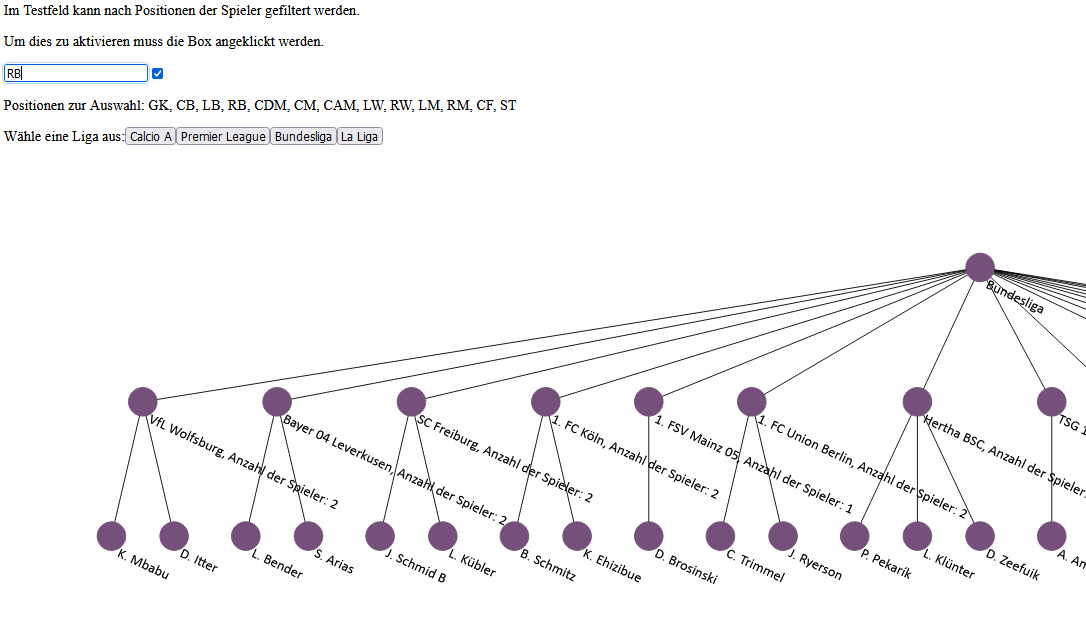 Im Testfeld kann nach Positionen der Spieler gefiltert werden.
Um dies zu aktivieren muss die Box angeklickt werden.
RB
Positionen zur Auswahl: GK, CB, LB, RB, CDM, CM, CAM, LW, RW, LM, RM, CF, ST
Wähle eine Liga aus: Calcio A Premier League Bundesliga La Liga
Bundesliga
VfL Wolfsburg, Anzahl der Spieler: 2
Bayer 04 Leverkusen, Anzahl der Spieler: 2
SC Freiburg, Anzahl der Spieler: 2
1. FC Köln, Anzahl der Spieler: 2
1. FSV Mainz 05, Anzahl der Spieler: 1
1. FC Union Berlin, Anzahl der Spieler: 2
Hertha BSC, Anzahl der Spieler:
TSG 1
K. Mbabu
D. Itter
L. Bender
S. Arias
J. Schmid B
L. Kübler
B. Schmitz
K. Ehizibue
D. Brosinski
C. Trimmel
J. Ryerson
P. Pekarík
L. Klünter
D. Zeefuik
A. An